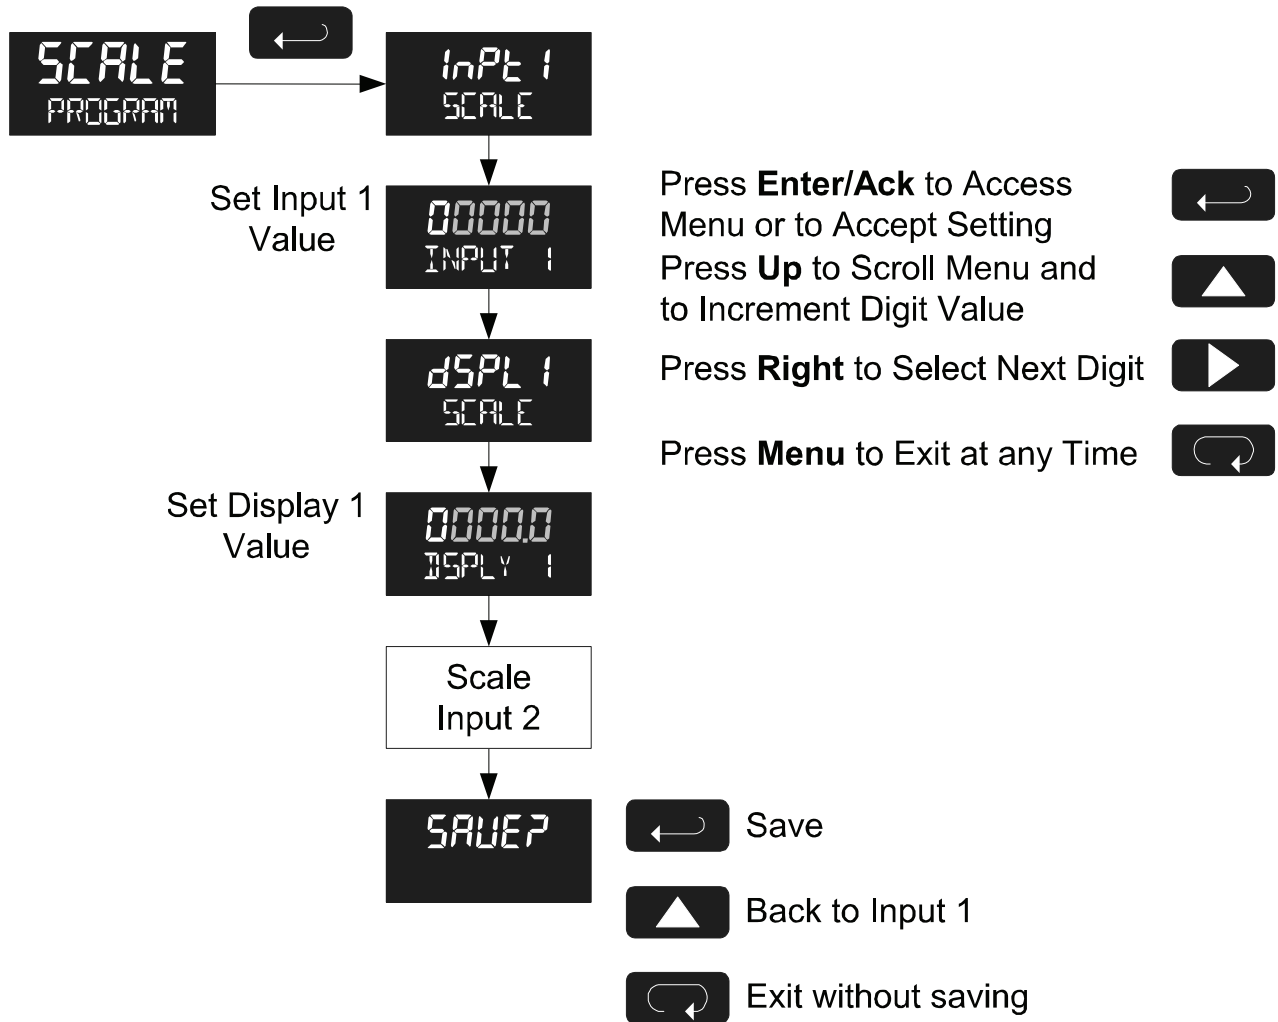 SCALE
PROGRAM
InPt 1
SCALE
Set Input 1
Value
00000
INPUT 1
dSPL 1
SCALE
Set Display 1
Value
0000.0
DSPLY 1
Scale
Input 2
SAVE?
Press Enter/Ack to Access
Menu or to Accept Setting
Press Up to Scroll Menu and
to Increment Digit Value
Press Right to Select Next Digit
Press Menu to Exit at any Time
Save
Back to Input 1
Exit without saving